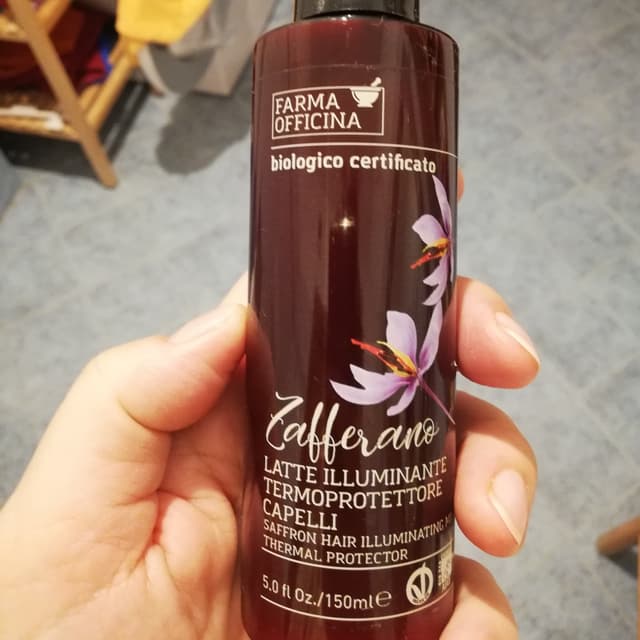 FARMA
OFFICINA
biologico certificato
Zafferano
LATTE ILLUMINANTE
TERMOPROTETTORE
CAPELLI
SAFFRON HAIR ILLUMINATING
THERMAL PROTECTOR
5.0 fl Oz./150ml℮